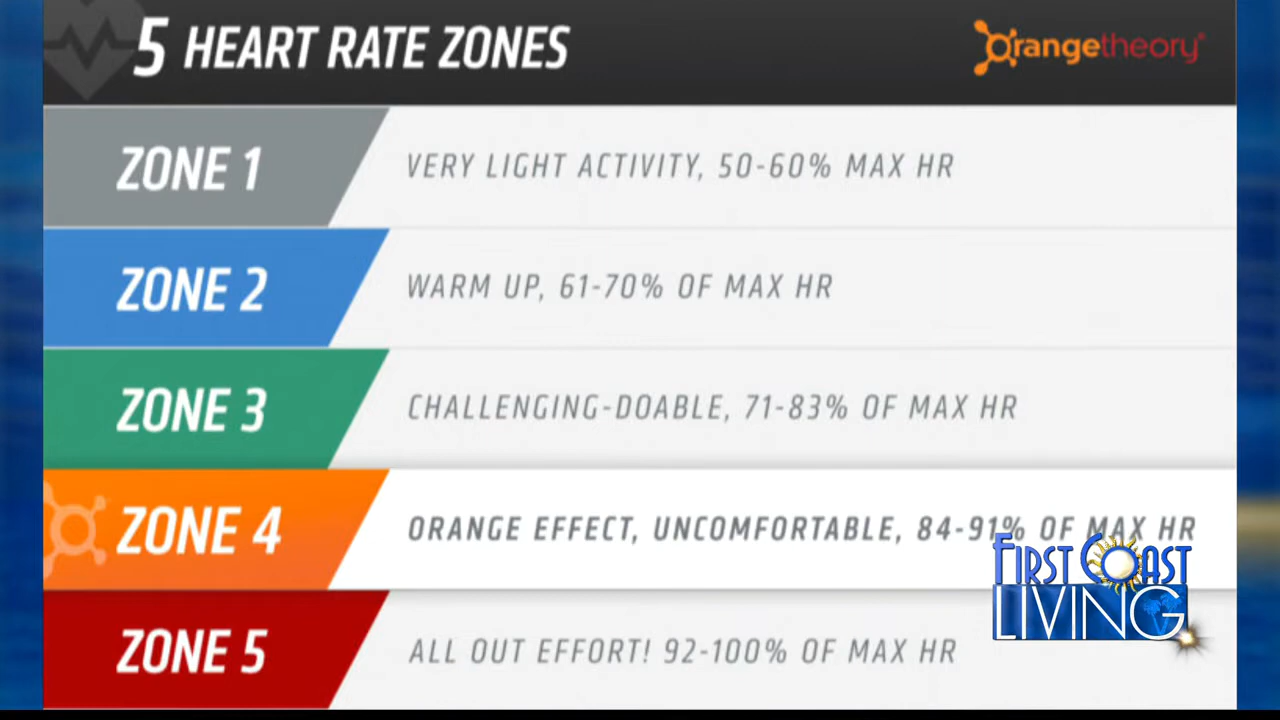 5 HEART RATE ZONES
orangetheory®
ZONE 1
VERY LIGHT ACTIVITY, 50-60% MAX HR
ZONE 2
WARM UP, 61-70% OF MAX HR
ZONE 3
CHALLENGING-DOABLE, 71-83% OF MAX HR
ZONE 4
ORANGE EFFECT, UNCOMFORTABLE, 84-91% OF MAX HR
FIRST COAST
LIVING
ZONE 5
ALL OUT EFFORT! 92-100% OF MAX HR